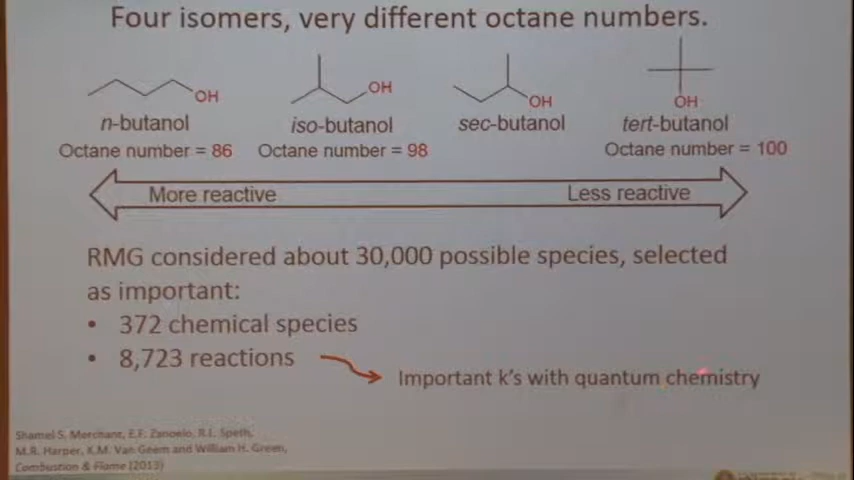 Four isomers, very different octane numbers.
OH
OH
OH
OH
n-butanol
iso-butanol
sec-butanol
tert-butanol
Octane number = 86
Octane number = 98
Octane number = 100
More reactive
Less reactive
RMG considered about 30,000 possible species, selected
as important:
• 372 chemical species
• 8,723 reactions
Important k's with quantum chemistry
Shamel S. Merchant, E.F. Zanoelo, R.L. Speth,
M.R. Harper, K.M. Van Geem and William H. Green,
Combustion & Flame (2013)